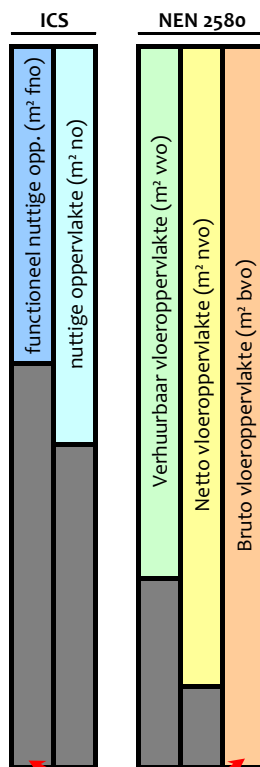 ICS
NEN 2580
functioneel nuttige opp. (m² fno)
nuttige oppervlakte (m² no)
Verhuurbaar vloeroppervlakte (m² vvo)
Netto vloeroppervlakte (m² nvo)
Bruto vloeroppervlakte (m² bvo)